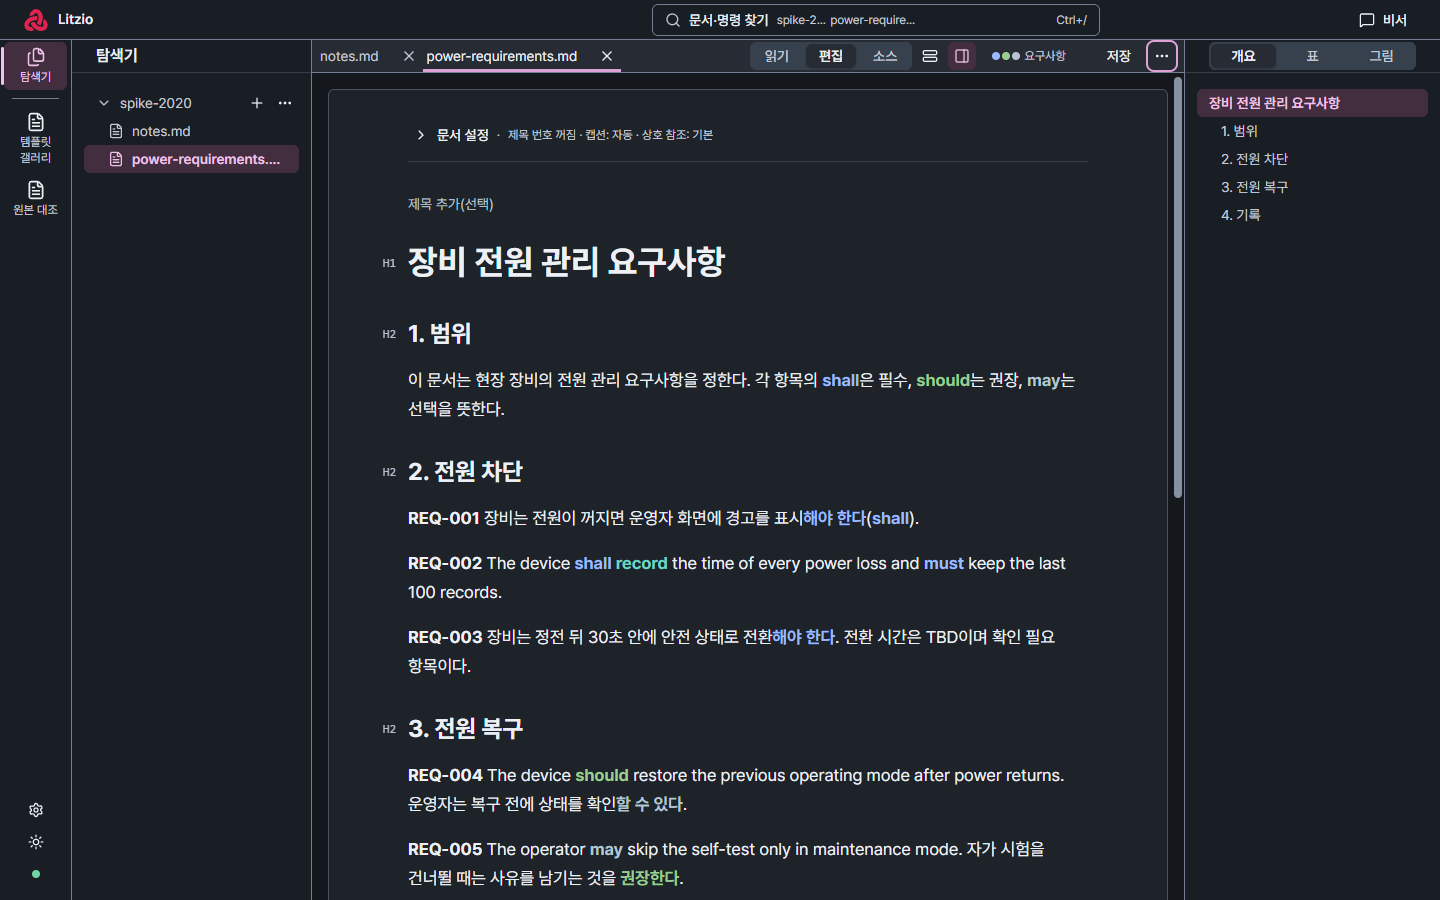 Litzio
문서·명령 찾기 spike-2... power-require... Ctrl+/
비서
탐색기
템플릿
갤러리
원본 대조
탐색기
spike-2020
notes.md
power-requirements....
notes.md
power-requirements.md
읽기 편집 소스
요구사항
저장
문서 설정 · 제목 번호 꺼짐 · 캡션: 자동 · 상호 참조: 기본
제목 추가(선택)
H1 장비 전원 관리 요구사항
H2 1. 범위
이 문서는 현장 장비의 전원 관리 요구사항을 정한다. 각 항목의 shall은 필수, should는 권장, may는
선택을 뜻한다.
H2 2. 전원 차단
REQ-001 장비는 전원이 꺼지면 운영자 화면에 경고를 표시해야 한다(shall).
REQ-002 The device shall record the time of every power loss and must keep the last
100 records.
REQ-003 장비는 정전 뒤 30초 안에 안전 상태로 전환해야 한다. 전환 시간은 TBD이며 확인 필요
항목이다.
H2 3. 전원 복구
REQ-004 The device should restore the previous operating mode after power returns.
운영자는 복구 전에 상태를 확인할 수 있다.
REQ-005 The operator may skip the self-test only in maintenance mode. 자가 시험을
건너뛸 때는 사유를 남기는 것을 권장한다.
개요 표 그림
장비 전원 관리 요구사항
1. 범위
2. 전원 차단
3. 전원 복구
4. 기록